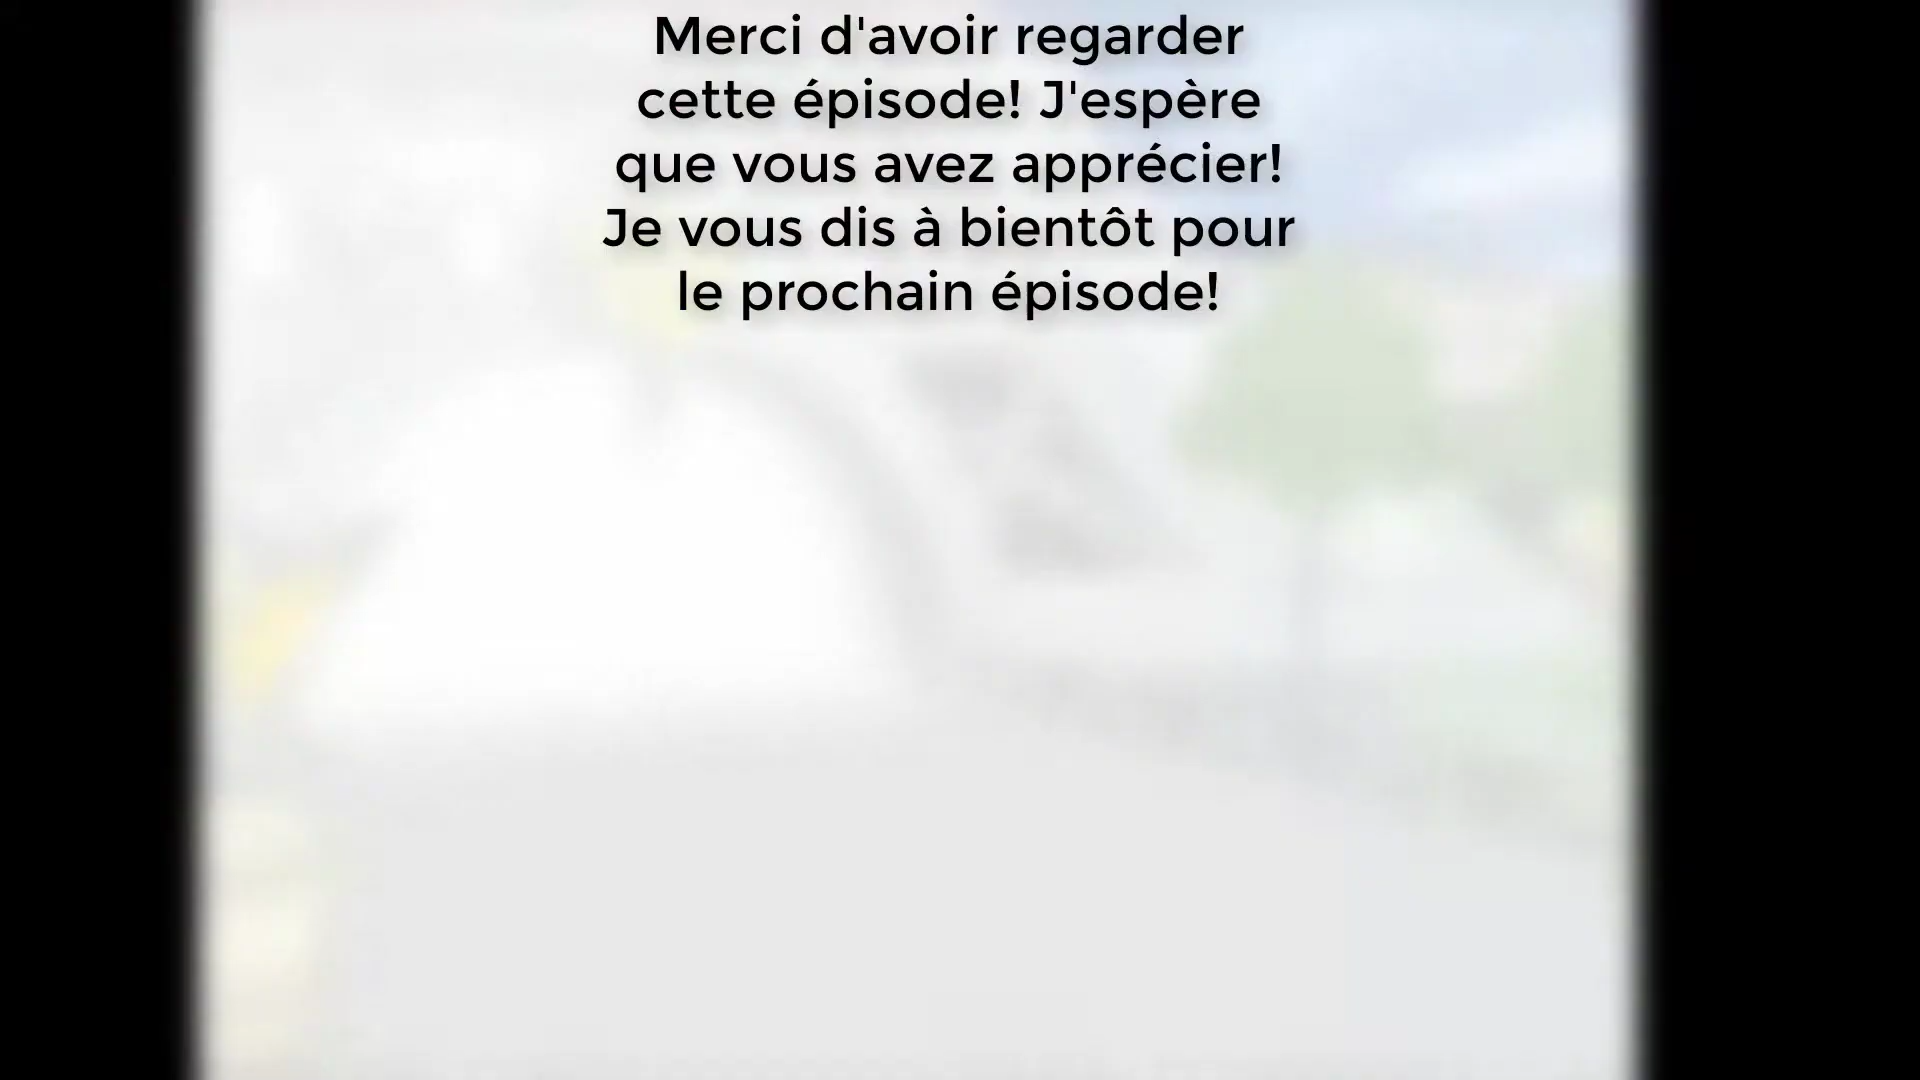 Merci d'avoir regarder
cette épisode! J'espère
que vous avez apprécier!
Je vous dis à bientôt pour
le prochain épisode!